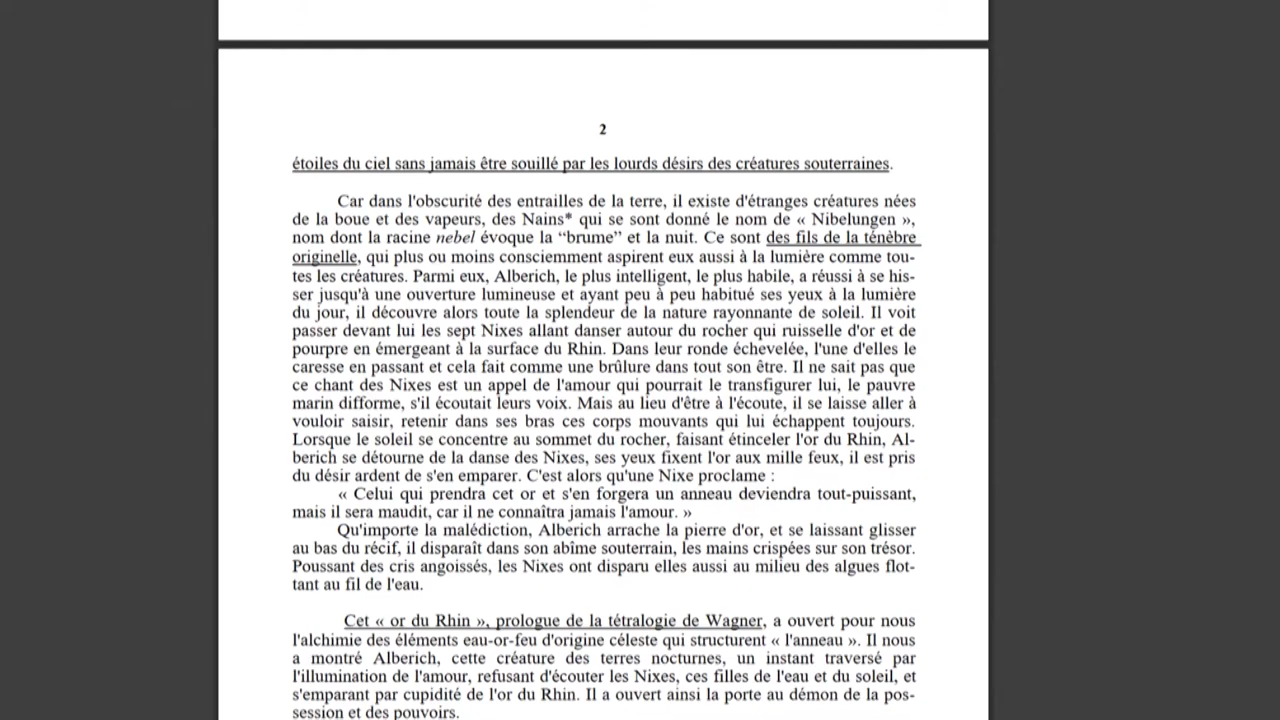 2
étoiles du ciel sans jamais être souillé par les lourds désirs des créatures souterraines.
Car dans l'obscurité des entrailles de la terre, il existe d'étranges créatures nées
de la boue et des vapeurs, des Nains* qui se sont donné le nom de « Nibelungen »,
nom dont la racine nebel évoque la “brume” et la nuit. Ce sont des fils de la ténèbre
originelle, qui plus ou moins consciemment aspirent eux aussi à la lumière comme tou-
tes les créatures. Parmi eux, Alberich, le plus intelligent, le plus habile, a réussi à se his-
ser jusqu'à une ouverture lumineuse et ayant peu à peu habitué ses yeux à la lumière
du jour, il découvre alors toute la splendeur de la nature rayonnante de soleil. Il voit
passer devant lui les sept Nixes allant danser autour du rocher qui ruisselle d'or et de
pourpre en émergeant à la surface du Rhin. Dans leur ronde échevelée, l'une d'elles le
caresse en passant et cela fait comme une brûlure dans tout son être. Il ne sait pas que
ce chant des Nixes est un appel de l'amour qui pourrait le transfigurer lui, le pauvre
marin difforme, s'il écoutait leurs voix. Mais au lieu d'être à l'écoute, il se laisse aller à
vouloir saisir, retenir dans ses bras ces corps mouvants qui lui échappent toujours.
Lorsque le soleil se concentre au sommet du rocher, faisant étinceler l'or du Rhin, Al-
berich se détourne de la danse des Nixes, ses yeux fixent l'or aux mille feux, il est pris
du désir ardent de s'en emparer. C'est alors qu'une Nixe proclame :
« Celui qui prendra cet or et s'en forgera un anneau deviendra tout-puissant,
mais il sera maudit, car il ne connaîtra jamais l'amour. »
Qu'importe la malédiction, Alberich arrache la pierre d'or, et se laissant glisser
au bas du récif, il disparaît dans son abîme souterrain, les mains crispées sur son trésor.
Poussant des cris angoissés, les Nixes ont disparu elles aussi au milieu des algues flot-
tant au fil de l'eau.
Cet « or du Rhin », prologue de la tétralogie de Wagner, a ouvert pour nous
l'alchimie des éléments eau-or-feu d'origine céleste qui structurent « l'anneau ». Il nous
a montré Alberich, cette créature des terres nocturnes, un instant traversé par
l'illumination de l'amour, refusant d'écouter les Nixes, ces filles de l'eau et du soleil, et
s'emparant par cupidité de l'or du Rhin. Il a ouvert ainsi la porte au démon de la pos-
session et des pouvoirs.